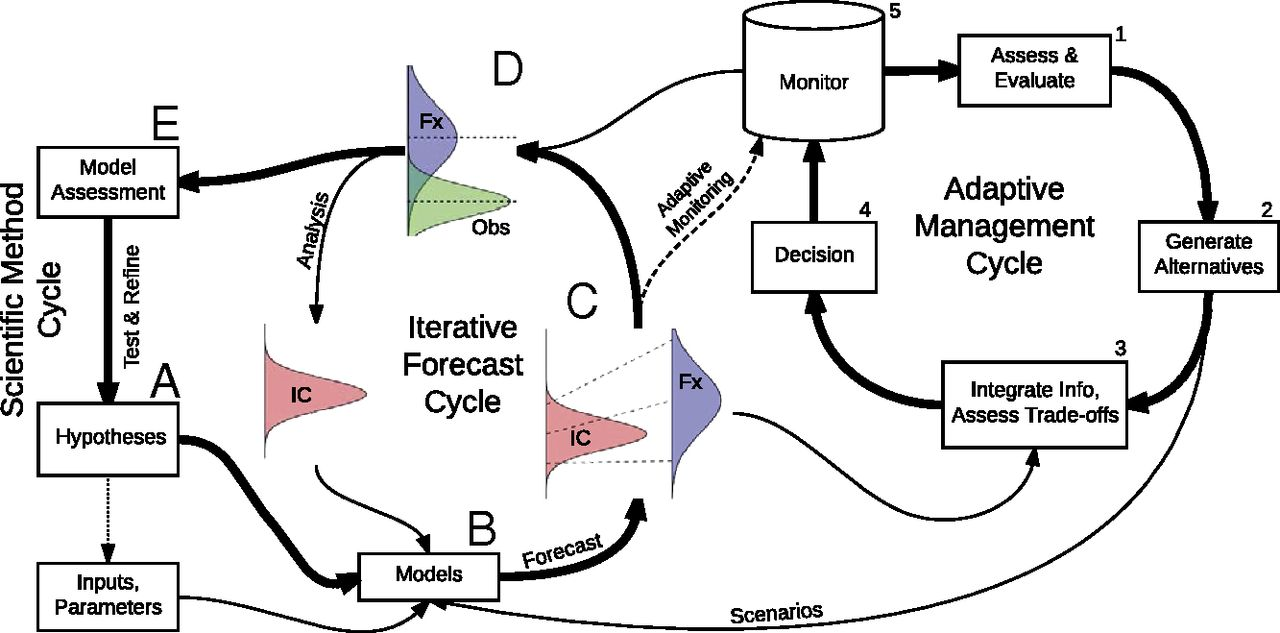 Scientific Method
Cycle
E
Model
Assessment
Test & Refine
A
Hypotheses
Inputs,
Parameters
D
Fx
Obs
Analysis
IC
Iterative
Forecast
Cycle
B
Models
Forecast
C
IC
Fx
Adaptive
Monitoring
5
Monitor
1
Assess &
Evaluate
Adaptive
Management
Cycle
2
Generate
Alternatives
3
Integrate Info,
Assess Trade-offs
4
Decision
Scenarios